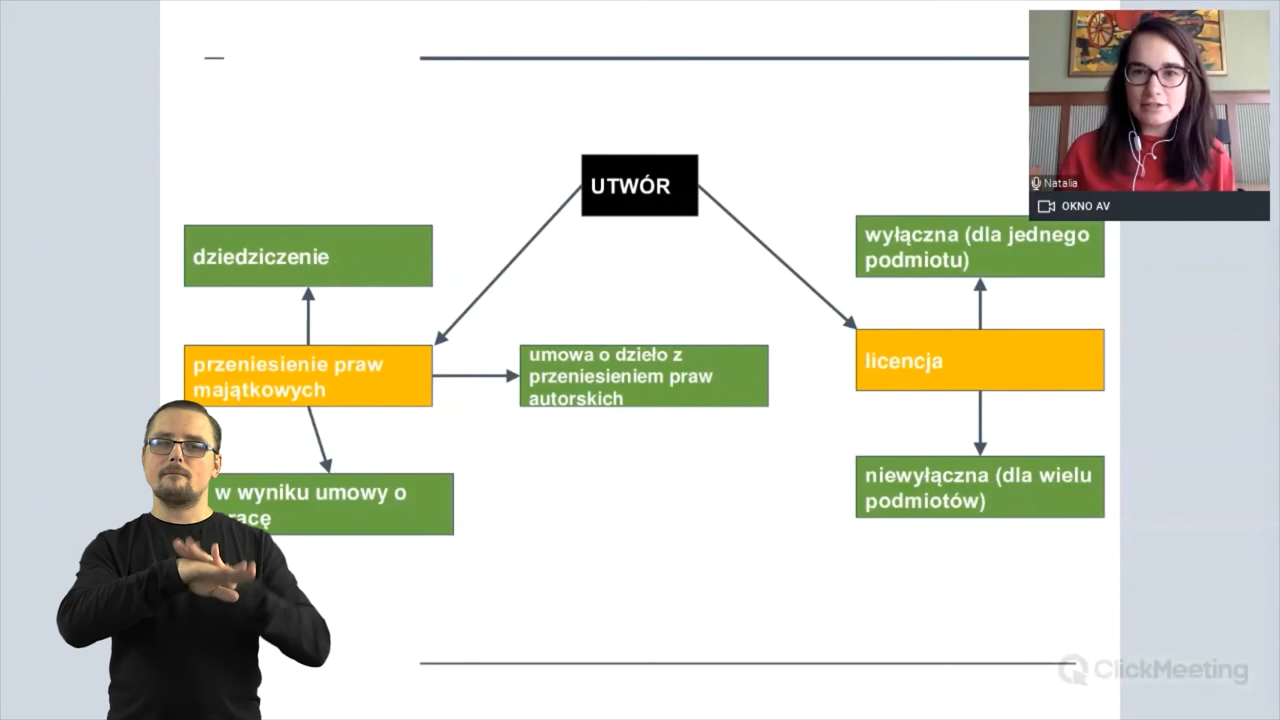 Natalia
OKNO AV
UTWÓR
dziedziczenie
wyłączna (dla jednego
podmiotu)
przeniesienie praw
majątkowych
umowa o dzieło z
przeniesieniem praw
autorskich
licencja
w wyniku umowy o
racę
niewyłączna (dla wielu
podmiotów)
ClickMeeting